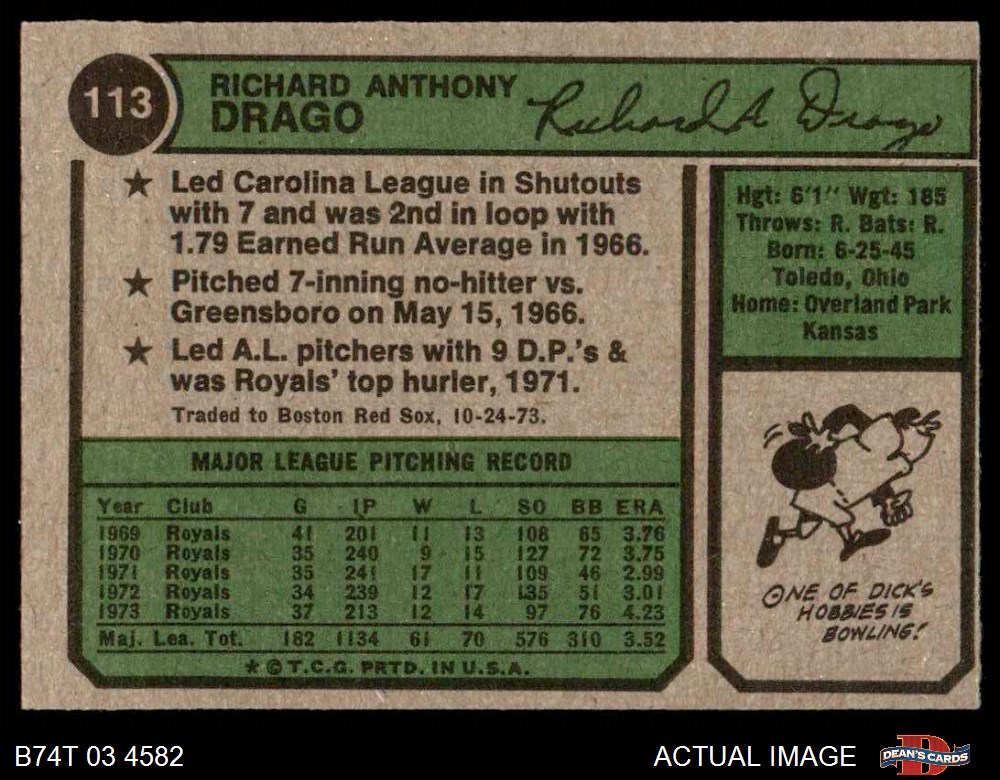 113
RICHARD ANTHONY
DRAGO
Richard A Drago
★ Led Carolina League in Shutouts
with 7 and was 2nd in loop with
1.79 Earned Run Average in 1966.
★ Pitched 7-inning no-hitter vs.
Greensboro on May 15, 1966.
★ Led A.L. pitchers with 9 D.P.'s &
was Royals' top hurler, 1971.
Traded to Boston Red Sox, 10-24-73.
MAJOR LEAGUE PITCHING RECORD
Year Club G IP W L SO BB ERA
1969 Royals 41 201 11 13 108 65 3.76
1970 Royals 35 240 9 15 127 72 3.75
1971 Royals 35 241 17 11 109 46 2.99
1972 Royals 34 239 12 17 135 51 3.01
1973 Royals 37 213 12 14 97 76 4.23
Maj. Lea. Tot. 182 1134 61 70 576 310 3.52
* © T.C.G. PRTD. IN U.S.A.
Hgt: 6'1'' Wgt: 185
Throws: R. Bats: R.
Born: 6-25-45
Toledo, Ohio
Home: Overland Park
Kansas
ONE OF DICK'S
HOBBIES IS
BOWLING!
B74T 03 4582
ACTUAL IMAGE
DEAN'S CARDS